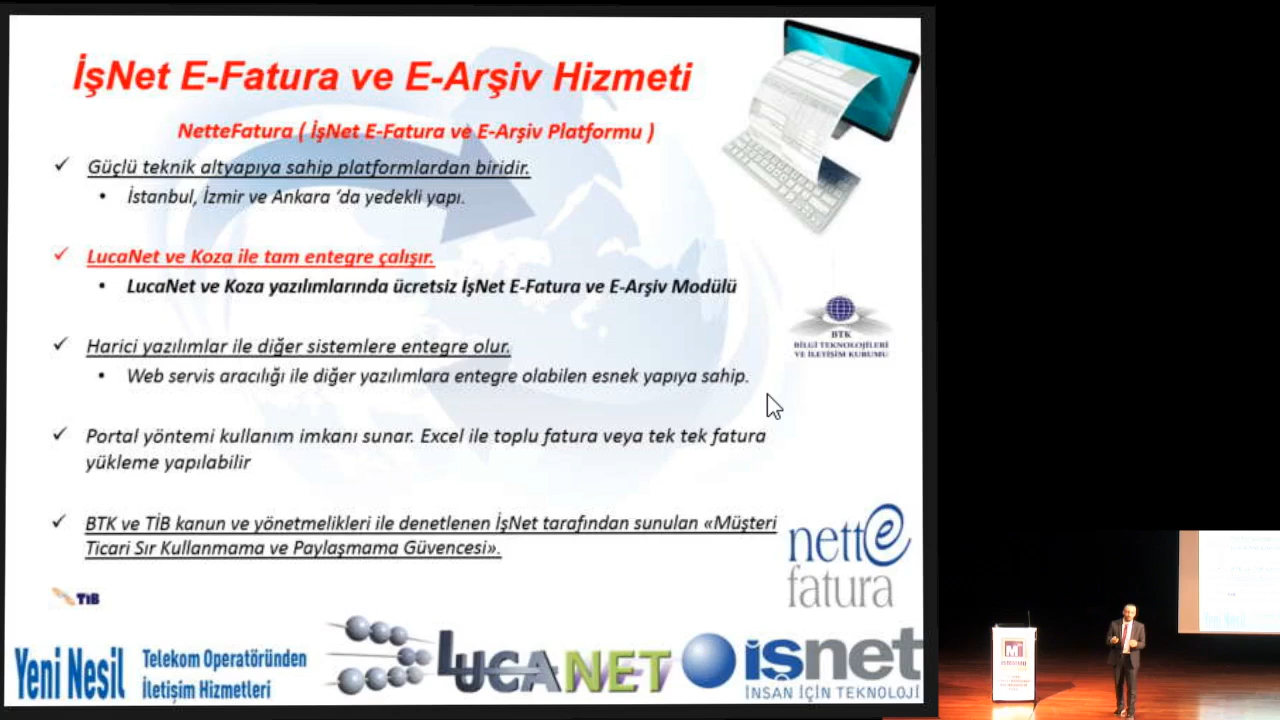 İşNet E-Fatura ve E-Arşiv Hizmeti
NetteFatura ( İşNet E-Fatura ve E-Arşiv Platformu )
Güçlü teknik altyapıya sahip platformlardan biridir.
İstanbul, İzmir ve Ankara ‘da yedekli yapı.
LucaNet ve Koza ile tam entegre çalışır.
LucaNet ve Koza yazılımlarında ücretsiz İşNet E-Fatura ve E-Arşiv Modülü
Harici yazılımlar ile diğer sistemlere entegre olur.
Web servis aracılığı ile diğer yazılımlara entegre olabilen esnek yapıya sahip.
Portal yöntemi kullanım imkanı sunar. Excel ile toplu fatura veya tek tek fatura
yükleme yapılabilir
BTK ve TİB kanun ve yönetmelikleri ile denetlenen İşNet tarafından sunulan «Müşteri
Ticari Sır Kullanmama ve Paylaşmama Güvencesi».
BTK
BİLGİ TEKNOLOJİLERİ
VE İLETİŞİM KURUMU
nette
fatura
TİB
Yeni Nesil
Telekom Operatöründen
İletişim Hizmetleri
LUCANET
işnet
İNSAN İÇİN TEKNOLOJİ